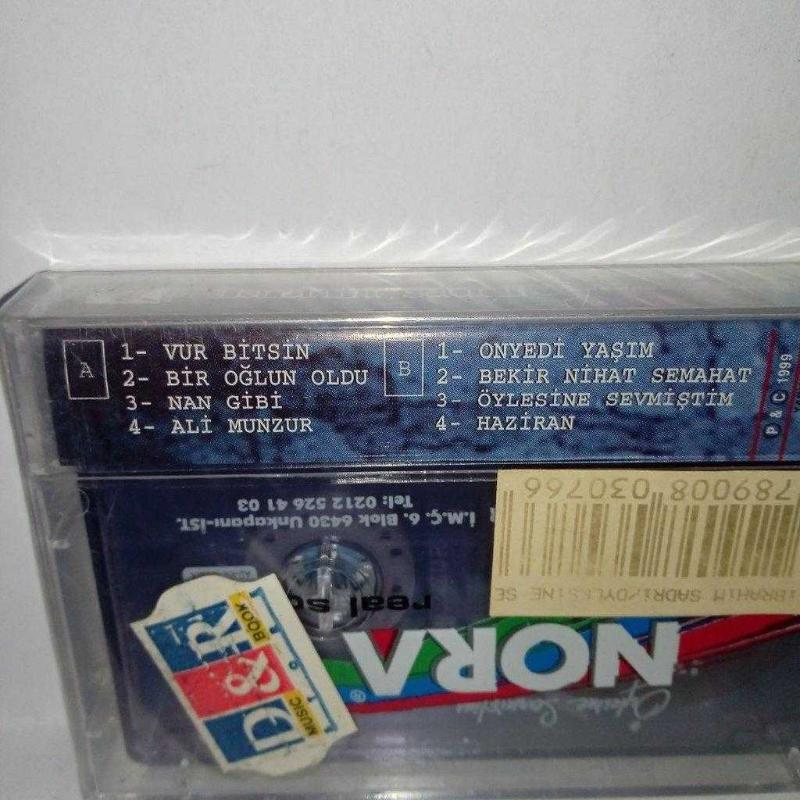 A
1- VUR BİTSİN
2- BİR OĞLUN OLDU
3- NAN GİBİ
4- ALİ MUNZUR
B
1- ONYEDİ YAŞIM
2- BEKİR NİHAT SEMAHAT
3- ÖYLESİNE SEVMİŞTİM
4- HAZİRAN
P & C 1999
İBRAHİM SADRİ/ÖYLESİNE SE
789008 030766
İ.M.Ç. 6. Blok 6430 Unkapanı-İST.
Tel: 0212 526 41 03
real
NORA®
D&R
MUSIC
BOOK